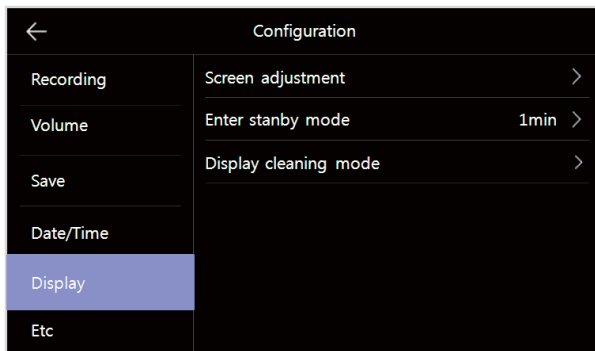 Configuration
Recording
Volume
Save
Date/Time
Display
Etc
Screen adjustment
Enter stanby mode 1min
Display cleaning mode